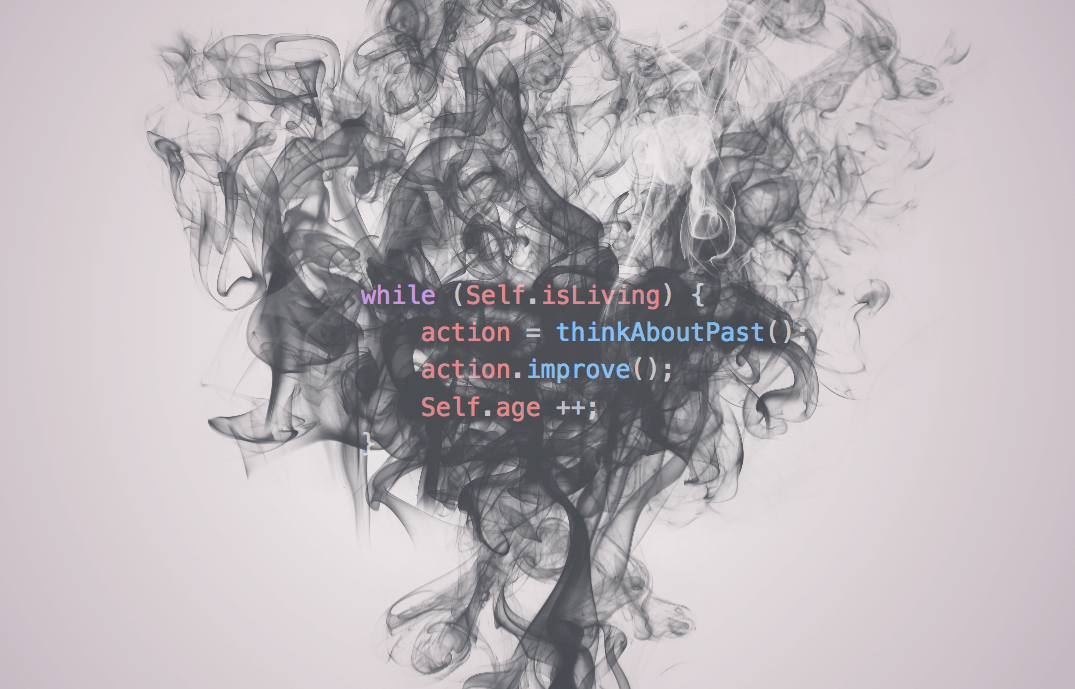 while (Self.isLiving) {
    action = thinkAboutPast();
    action.improve();
    Self.age ++;
}